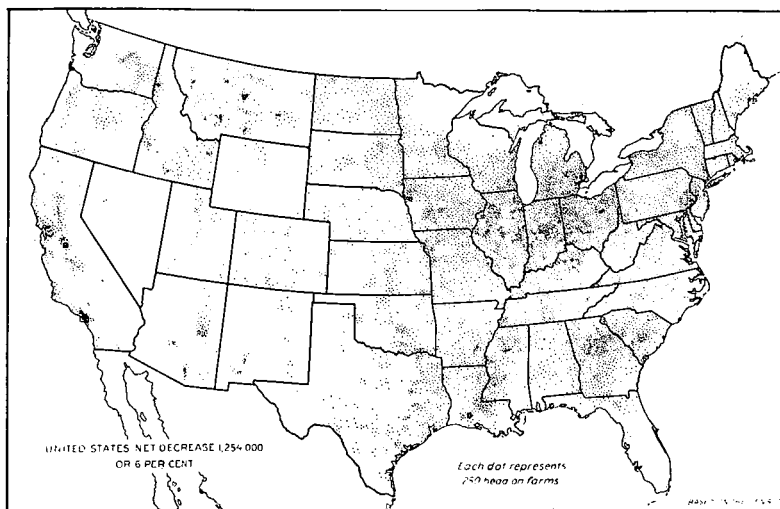 UNITED STATES NET DECREASE 1,254,000
OR 6 PER CENT
Each dot represents
250 head on farms